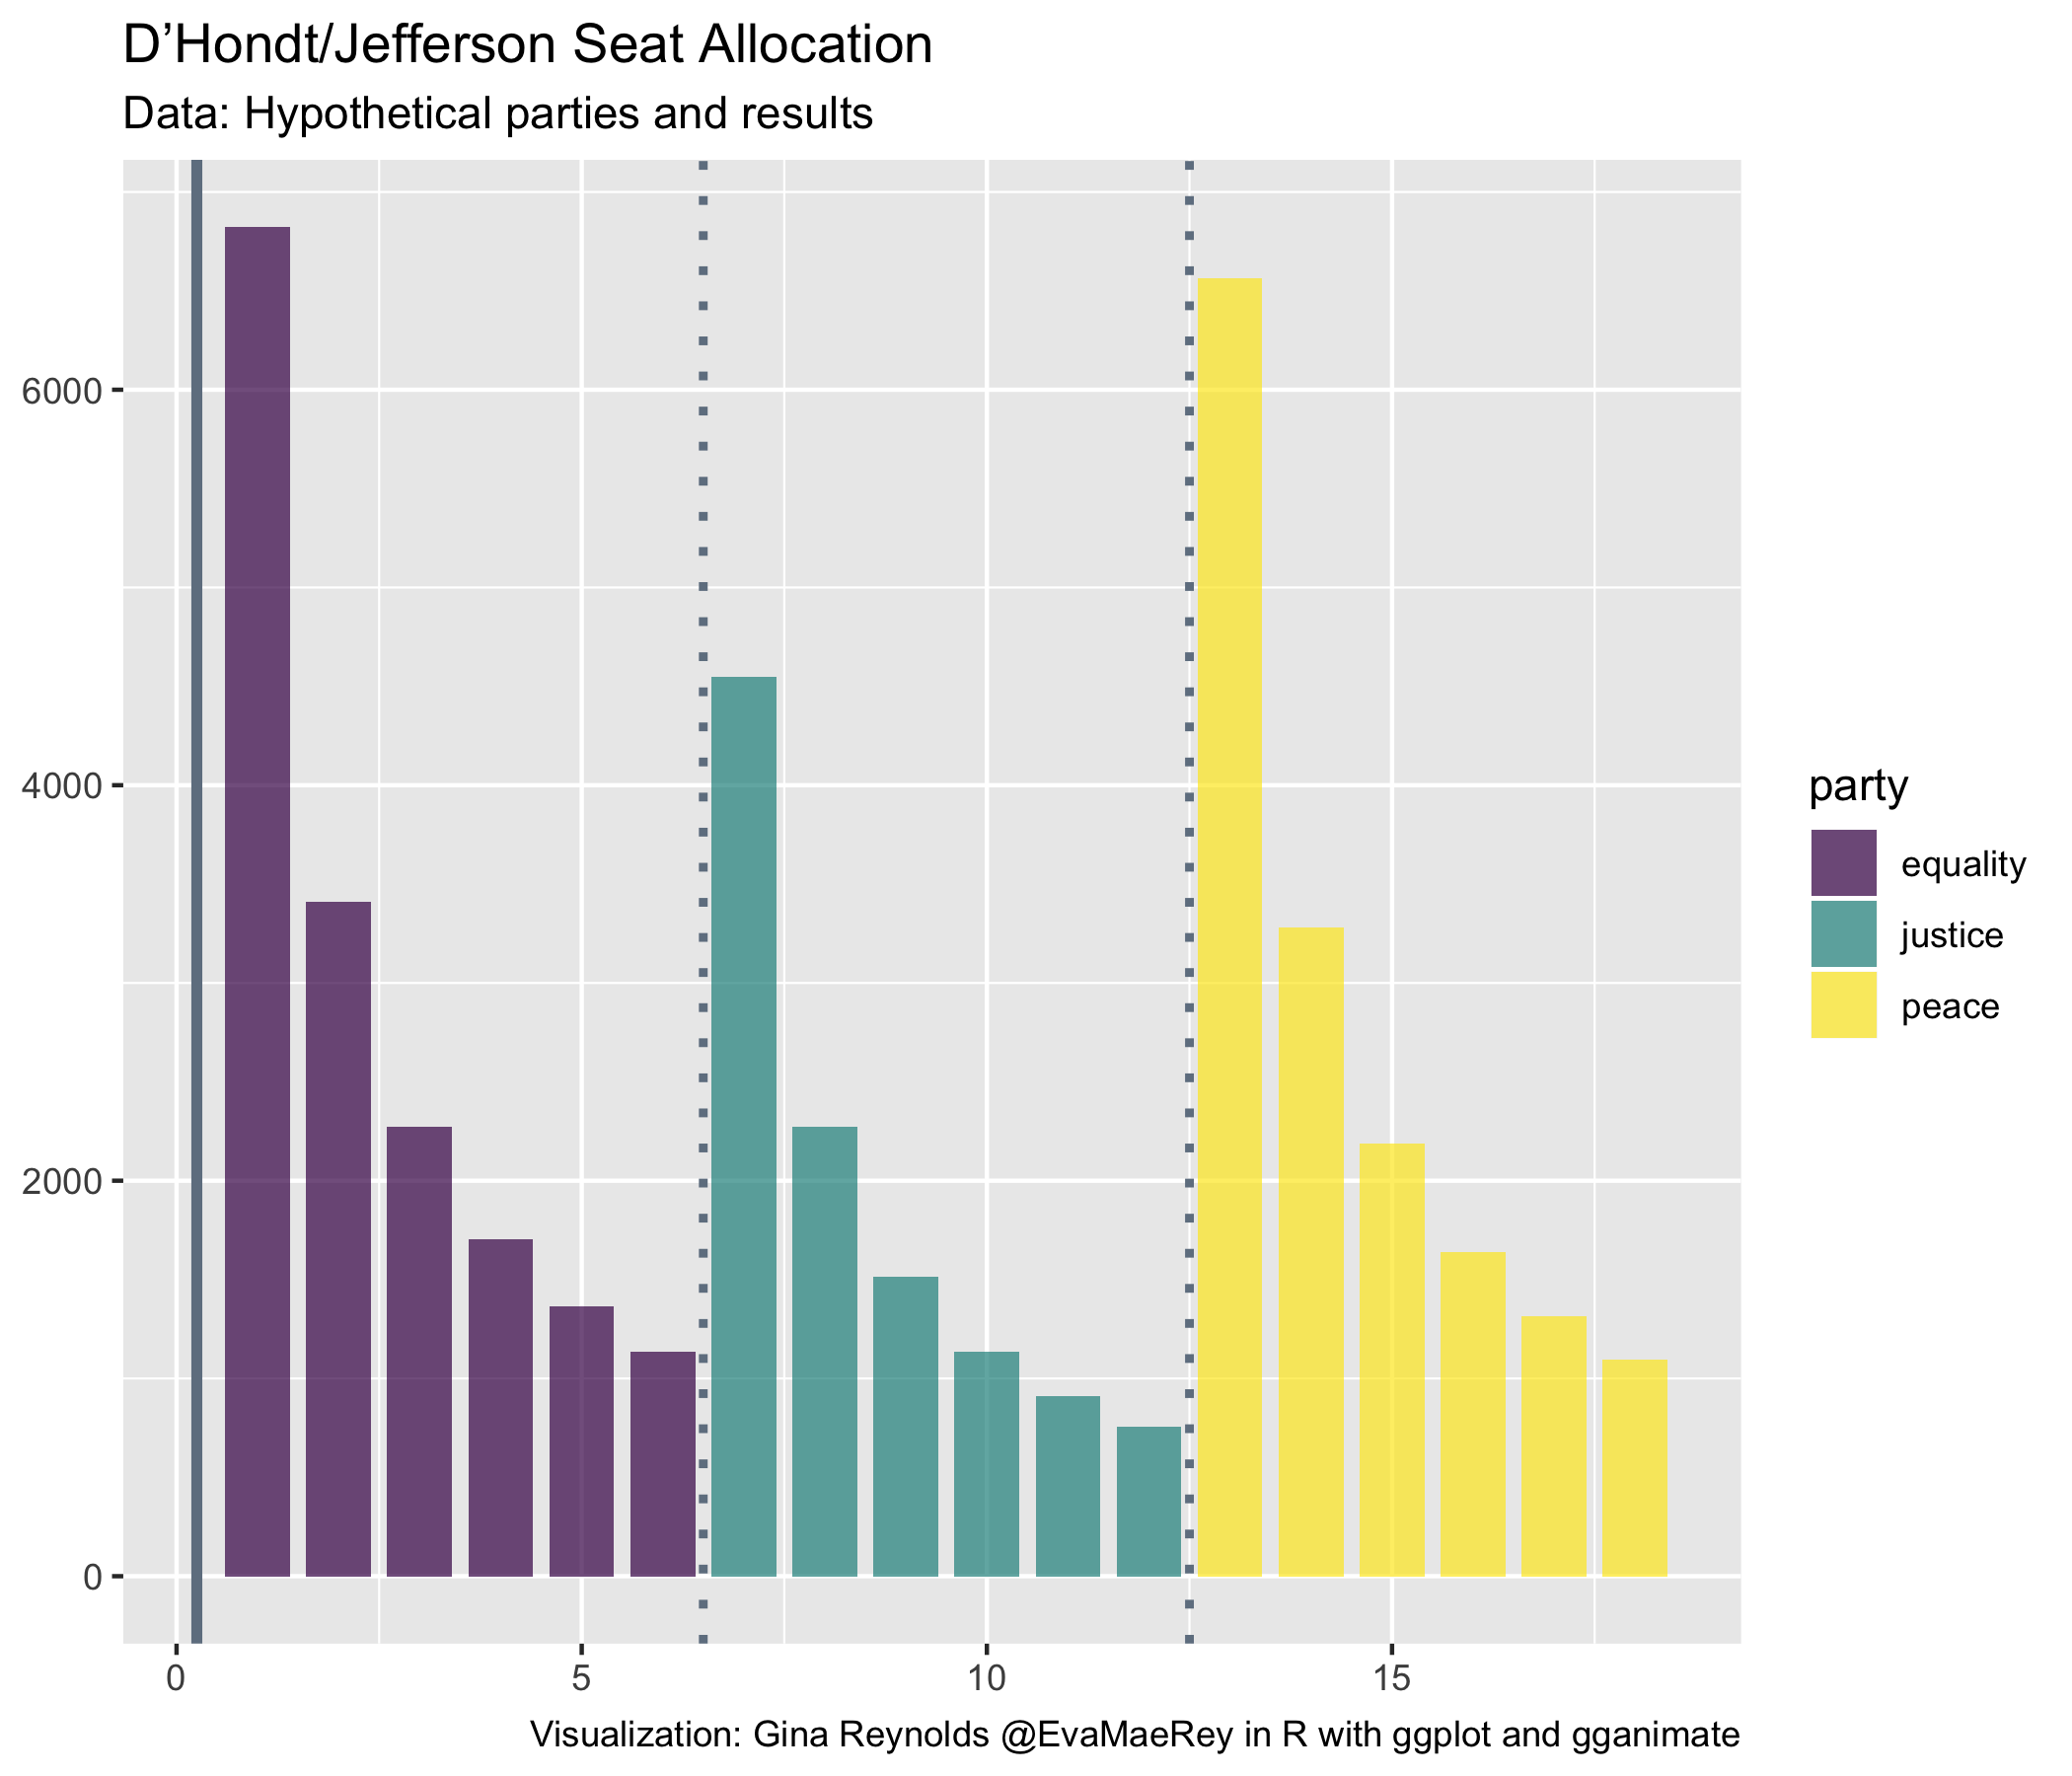 D’Hondt/Jefferson Seat Allocation
Data: Hypothetical parties and results
6000
4000
2000
0
0 5 10 15
party
equality
justice
peace
Visualization: Gina Reynolds @EvaMaeRey in R with ggplot and gganimate